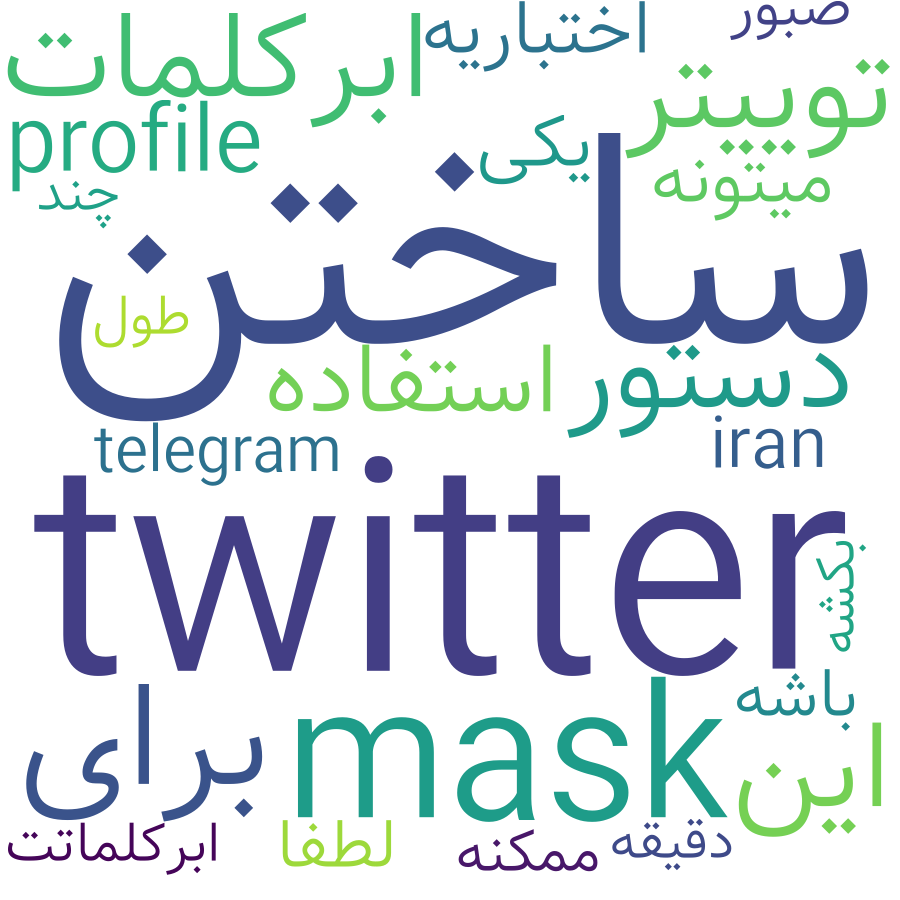 صبور
اختباریه
ابرکلمات
توییتر
profile
یکی
میتونه
چند
ساختن
طول
دستور
استفاده
telegram
iran
twitter
بکشه
باشه
برای
mask
این
ابرکلماتت
لطفا
ممکنه
دقیقه